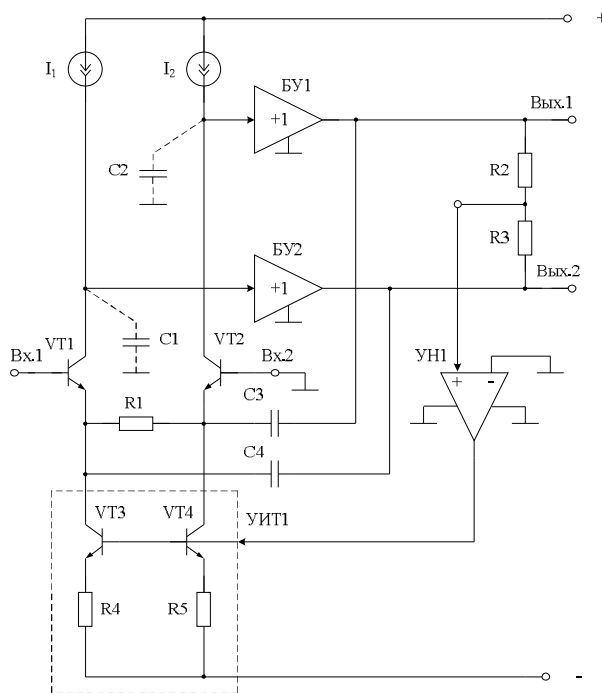 +
I1
I2
БУ1
+1
Вых.1
C2
R2
R3
БУ2
+1
Вых.2
C1
VT1
VT2
Вх.1
Вх.2
УН1
+ -
R1
C3
C4
VT3
VT4
УИТ1
R4
R5
-